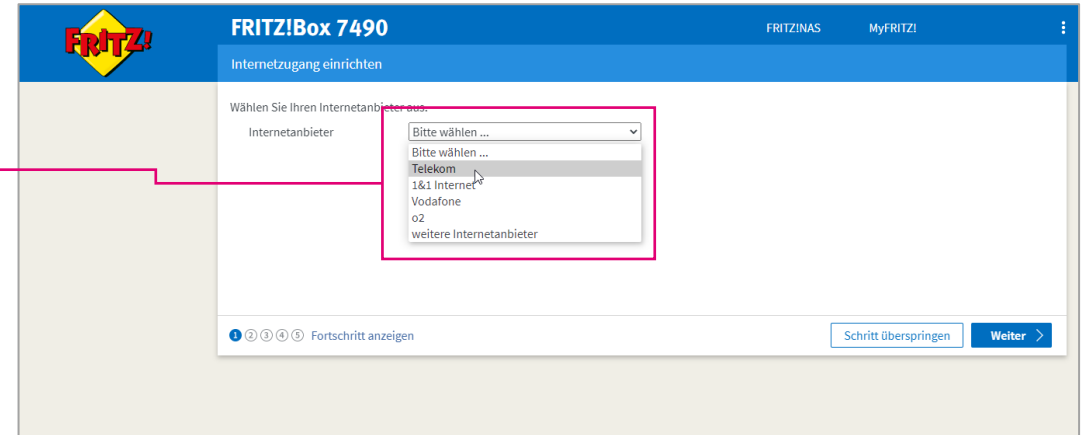 FRITZ!
FRITZ!Box 7490
FRITZ!NAS
MyFRITZ!
Internetzugang einrichten
Wählen Sie Ihren Internetanbieter aus.
Internetanbieter
Bitte wählen ...
Bitte wählen ...
Telekom
1&1 Internet
Vodafone
o2
weitere Internetanbieter
1 2 3 4 5 Fortschritt anzeigen
Schritt überspringen
Weiter